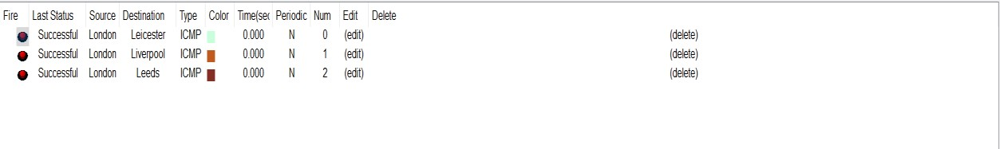 Fire Last Status Source Destination Type Color Time(sec Periodic Num Edit Delete
Successful London Leicester ICMP 0.000 N 0 (edit) (delete)
Successful London Liverpool ICMP 0.000 N 1 (edit) (delete)
Successful London Leeds ICMP 0.000 N 2 (edit) (delete)